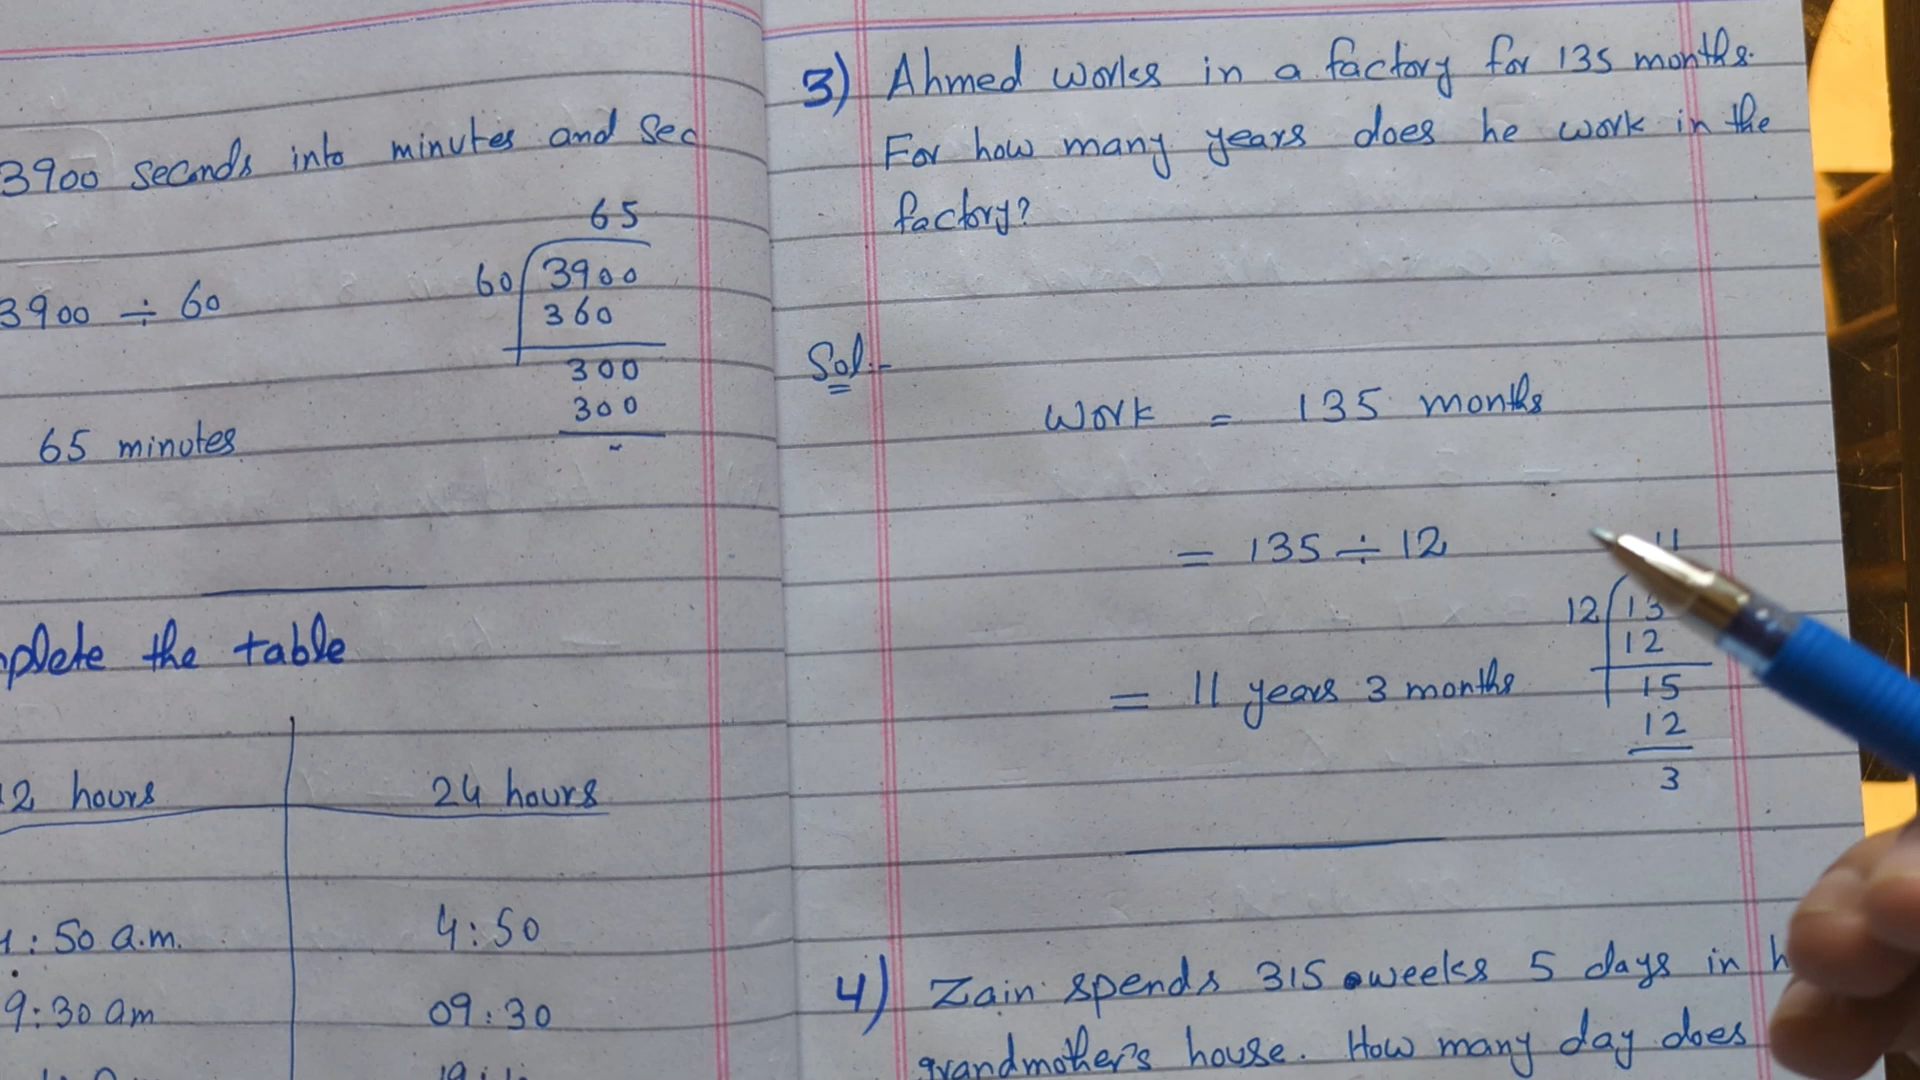 3900 seconds into minutes and sec
3900 ÷ 60
65
60 3900
360
300
300
-
65 minutes
the table
hours 24 hours
:50 a.m. 4:50
9:30 am 09:30
3) Ahmed works in a factory for 135 months.
For how many years does he work in the
factory?
Sol:-
Work = 135 months
= 135 ÷ 12
11
12 13
12
15
12
3
= 11 years 3 months
4) Zain spends 315 weeks 5 days in
grandmother's house. How many day does